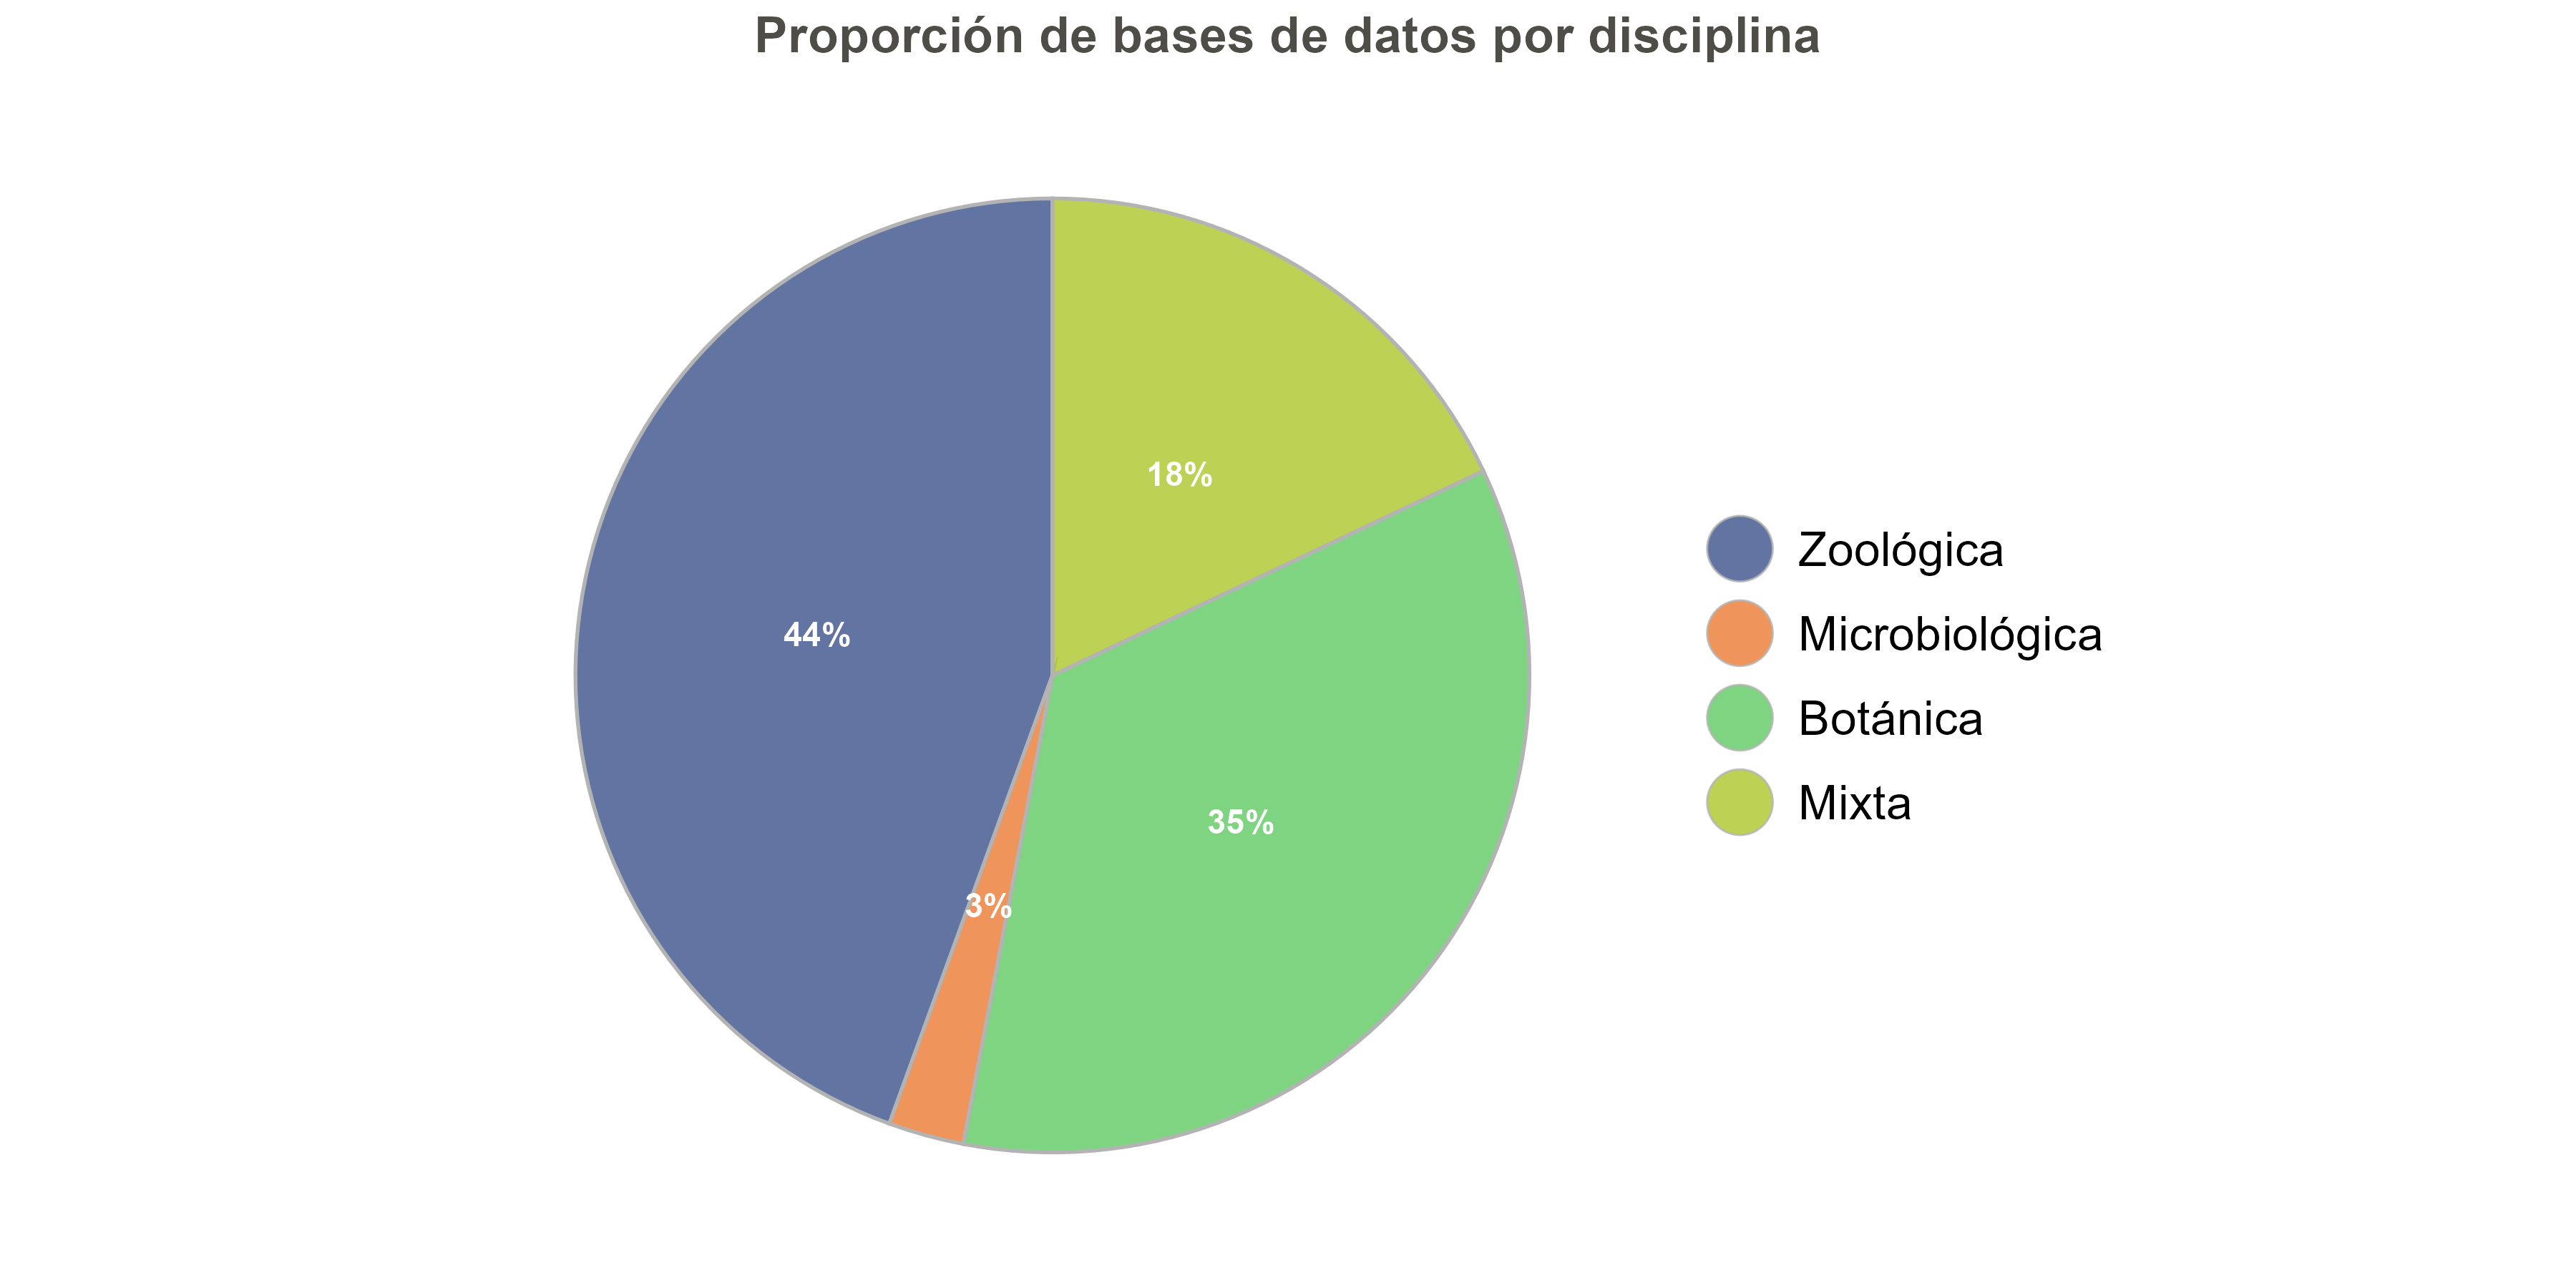 Proporción de bases de datos por disciplina
18%
44%
35%
3%
Zoológica
Microbiológica
Botánica
Mixta